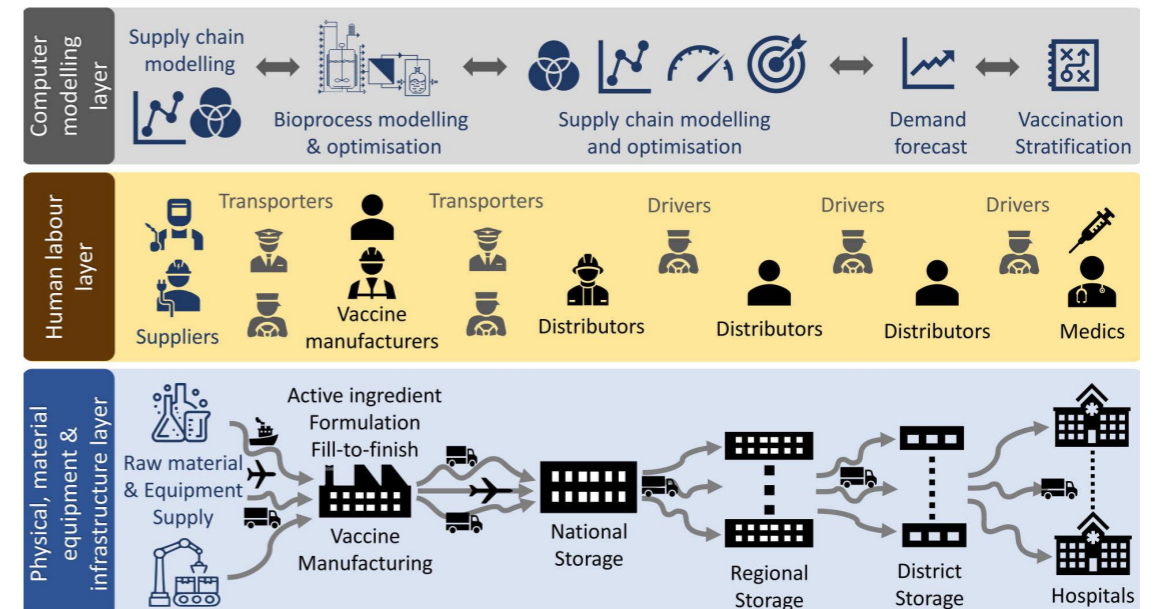 Computer
modelling
layer
Supply chain
modelling
Bioprocess modelling
& optimisation
Supply chain modelling
and optimisation
Demand
forecast
Vaccination
Stratification
Human labour
layer
Suppliers
Transporters
Vaccine
manufacturers
Transporters
Distributors
Drivers
Distributors
Drivers
Distributors
Drivers
Medics
Physical, material
equipment &
infrastructure layer
Raw material
& Equipment
Supply
Active ingredient
Formulation
Fill-to-finish
Vaccine
Manufacturing
National
Storage
Regional
Storage
District
Storage
Hospitals